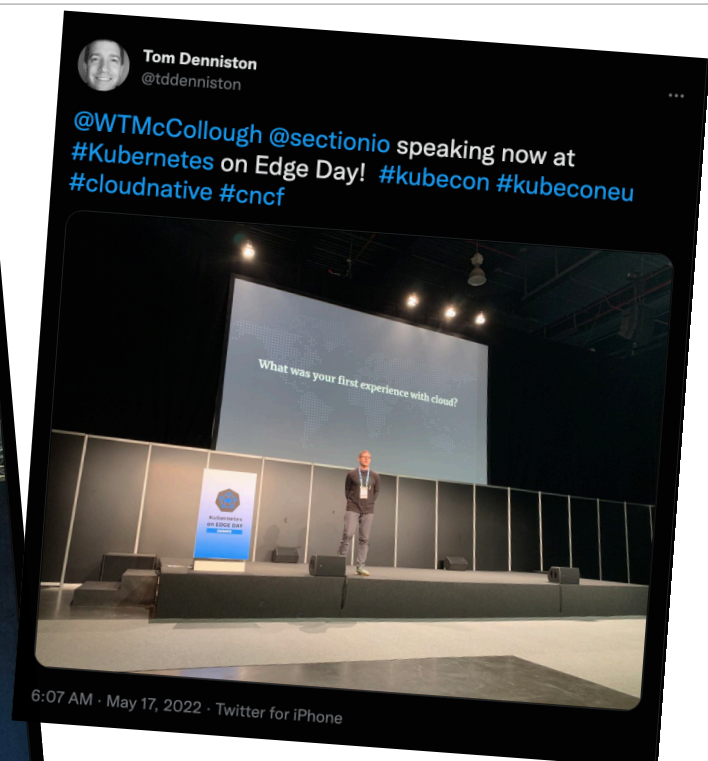 Tom Denniston
@tddenniston
@WTMcCollough @sectionio speaking now at
#Kubernetes on Edge Day! #kubecon #kubeconeu
#cloudnative #cncf
What was your first experience with cloud?
Kubernetes
on EDGE DAY
6:07 AM · May 17, 2022 · Twitter for iPhone